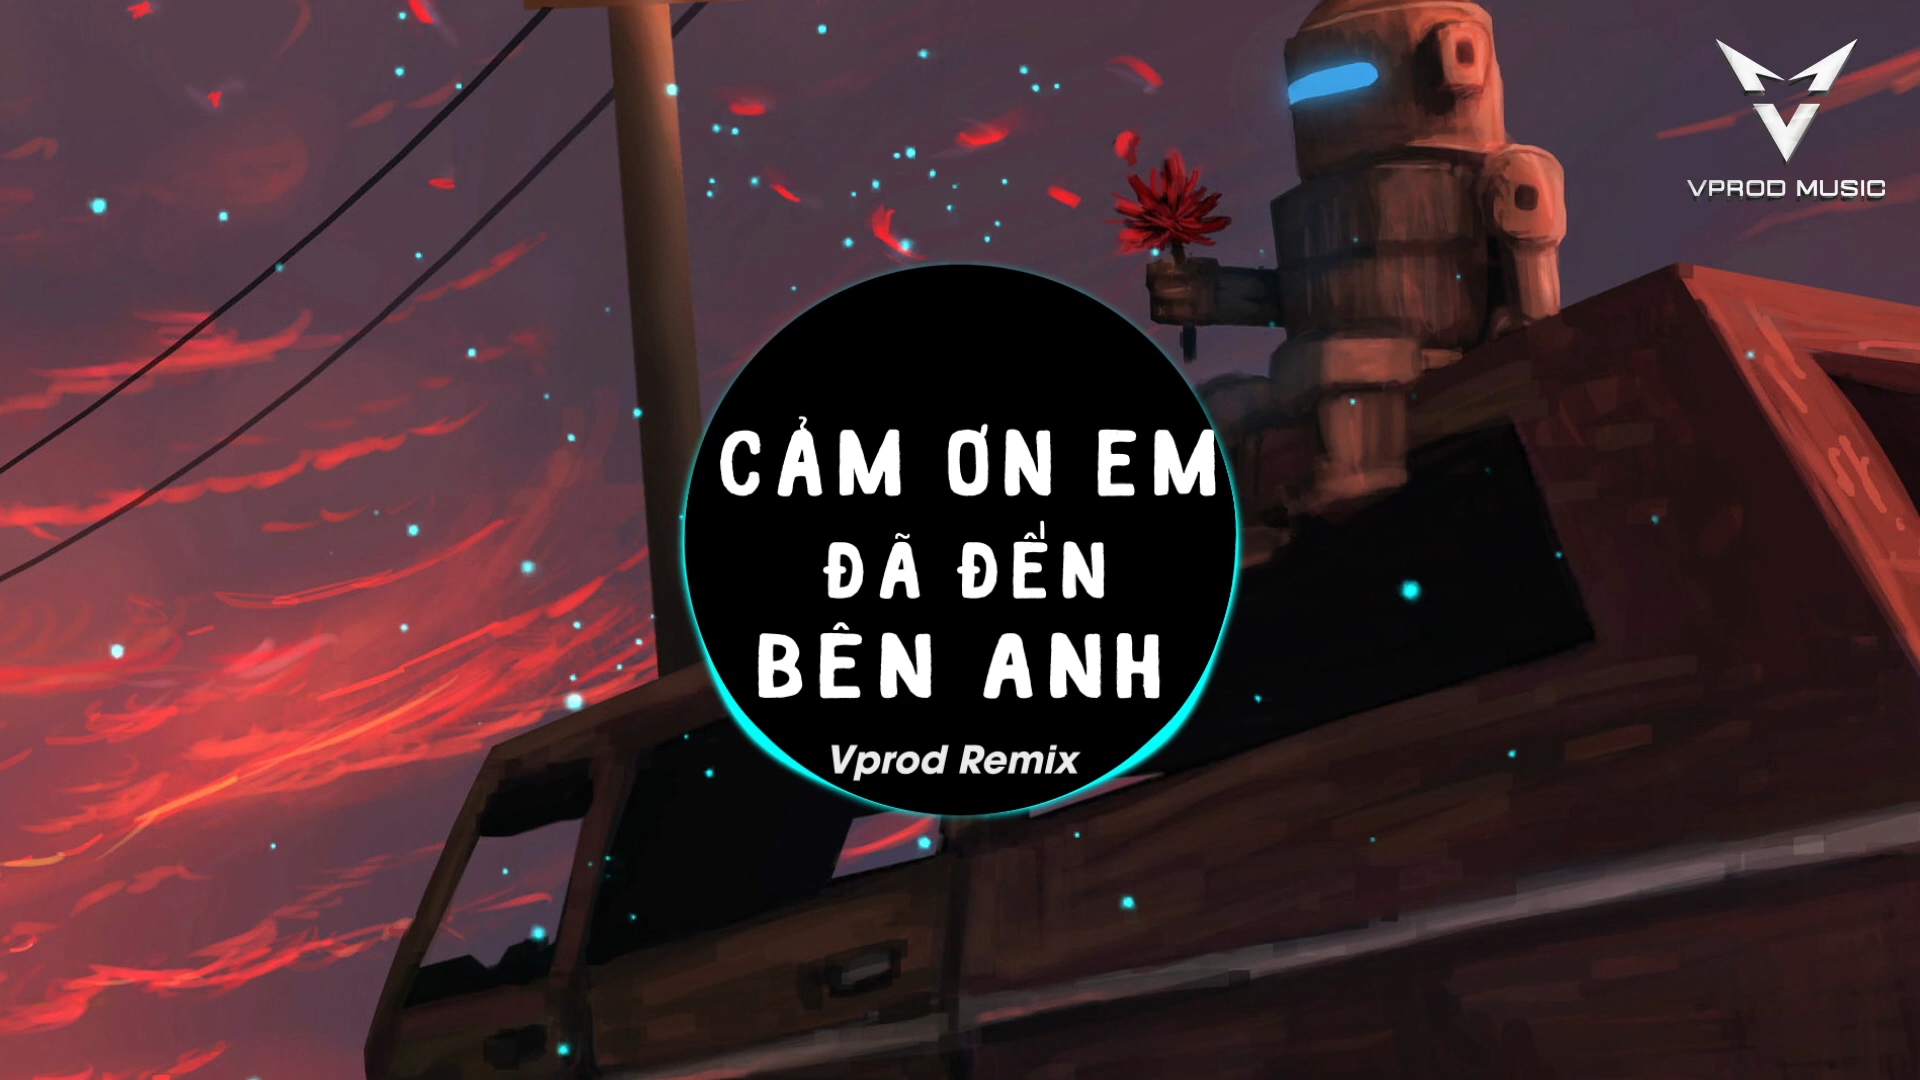 VPROD MUSIC
CẢM ƠN EM
ĐÃ ĐẾN
BÊN ANH
Vprod Remix